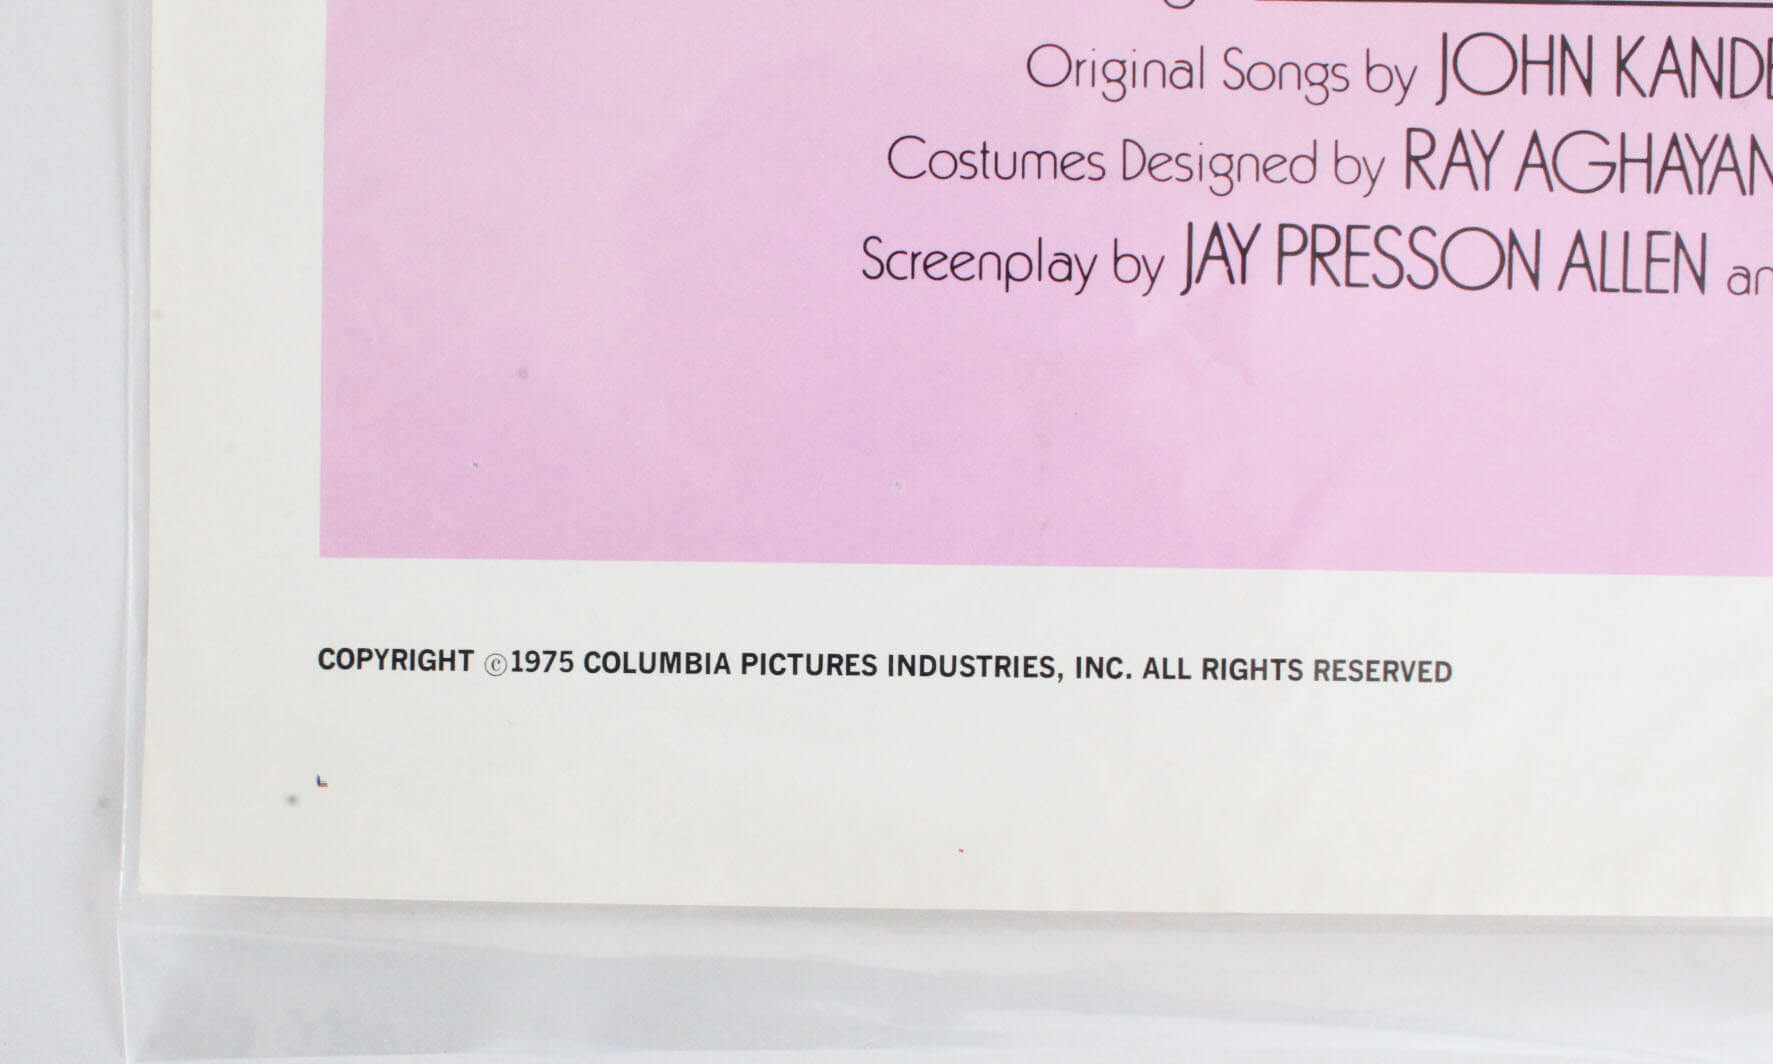 Original Songs by JOHN KANDE
Costumes Designed by RAY AGHAYAN
Screenplay by JAY PRESSON ALLEN an
COPYRIGHT ©1975 COLUMBIA PICTURES INDUSTRIES, INC. ALL RIGHTS RESERVED